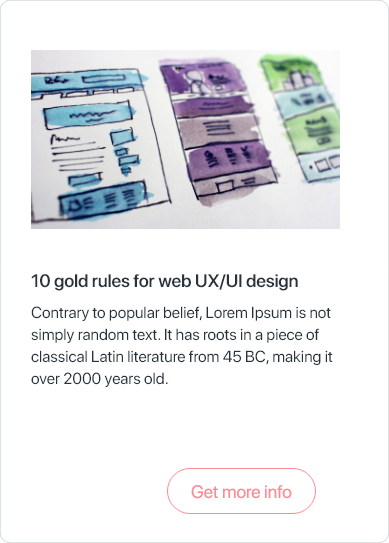 10 gold rules for web UX/UI design
Contrary to popular belief, Lorem Ipsum is not
simply random text. It has roots in a piece of
classical Latin literature from 45 BC, making it
over 2000 years old.
Get more info